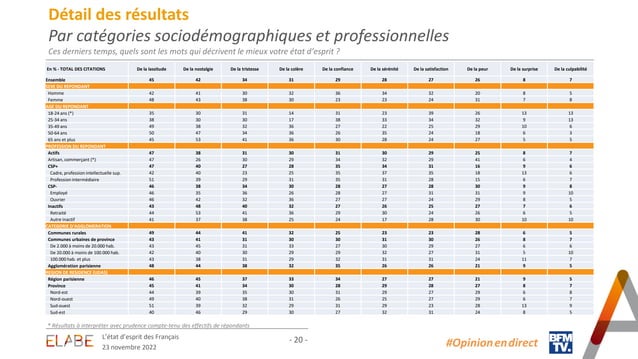 Détail des résultats
Par catégories sociodémographiques et professionnelles
Ces derniers temps, quels sont les mots qui décrivent le mieux votre état d'esprit ?
En % - TOTAL DES CITATIONS De la lassitude De la nostalgie De la tristesse De la colère De la confiance De la sérénité De la satisfaction De la peur De la surprise De la culpabilité
Ensemble 45 42 34 31 29 28 27 26 8 7
SEXE DU REPONDANT
Homme 42 41 30 32 36 34 32 20 8 5
Femme 48 43 38 30 23 23 24 31 7 8
AGE DU REPONDANT
18-24 ans (*) 35 30 31 14 31 23 39 26 13 13
25-34 ans 38 30 30 17 38 33 34 32 9 13
35-49 ans 49 38 32 36 27 22 25 29 10 6
50-64 ans 50 47 34 36 26 35 24 18 6 3
65 ans et plus 45 53 41 36 30 28 24 27 5 5
PROFESSION DU REPONDANT
Actifs 47 38 31 30 31 30 29 25 8 7
Artisan, commerçant (*) 47 26 30 29 34 32 29 41 6 4
CSP+ 47 40 27 28 35 34 31 16 9 6
Cadre, profession intellectuelle sup. 42 40 23 25 35 37 35 18 13 6
Profession intermédiaire 51 39 29 31 35 31 28 15 6 7
CSP- 46 38 34 30 28 27 28 30 9 8
Employé 46 35 36 26 28 27 31 31 9 10
Ouvrier 46 42 32 36 27 27 24 29 8 5
Inactifs 43 48 40 32 27 26 25 27 7 6
Retraité 44 53 41 36 29 30 24 26 6 5
Autre inactif 41 37 38 25 24 17 28 30 10 10
CATEGORIE D'AGGLOMERATION
Communes rurales 49 44 41 32 25 23 23 28 6 5
Communes urbaines de province 43 41 31 30 30 31 30 26 8 7
De 2.000 à moins de 20.000 hab. 43 45 31 33 27 30 29 27 6 6
De 20.000 à moins de 100.000 hab. 42 40 30 29 29 32 27 31 5 10
100.000 hab. et plus 43 38 31 29 32 31 31 24 11 7
Agglomération parisienne 48 44 38 32 35 26 26 21 9 5
REGION DE RESIDENCE (UDA5)
Région parisienne 46 45 37 33 34 27 27 21 9 5
Province 45 41 34 30 28 29 28 27 8 7
Nord-est 44 39 35 30 31 29 27 29 6 8
Nord-ouest 49 40 38 31 26 25 27 29 6 7
Sud-ouest 51 39 32 29 31 29 23 28 13 9
Sud-est 40 46 29 30 27 32 31 24 8 5
* Résultats à interpréter avec prudence compte-tenu des effectifs de répondants
ELABE
L'état d'esprit des Français
23 novembre 2022
- 20 -
#Opinion en direct
BFM
TV.